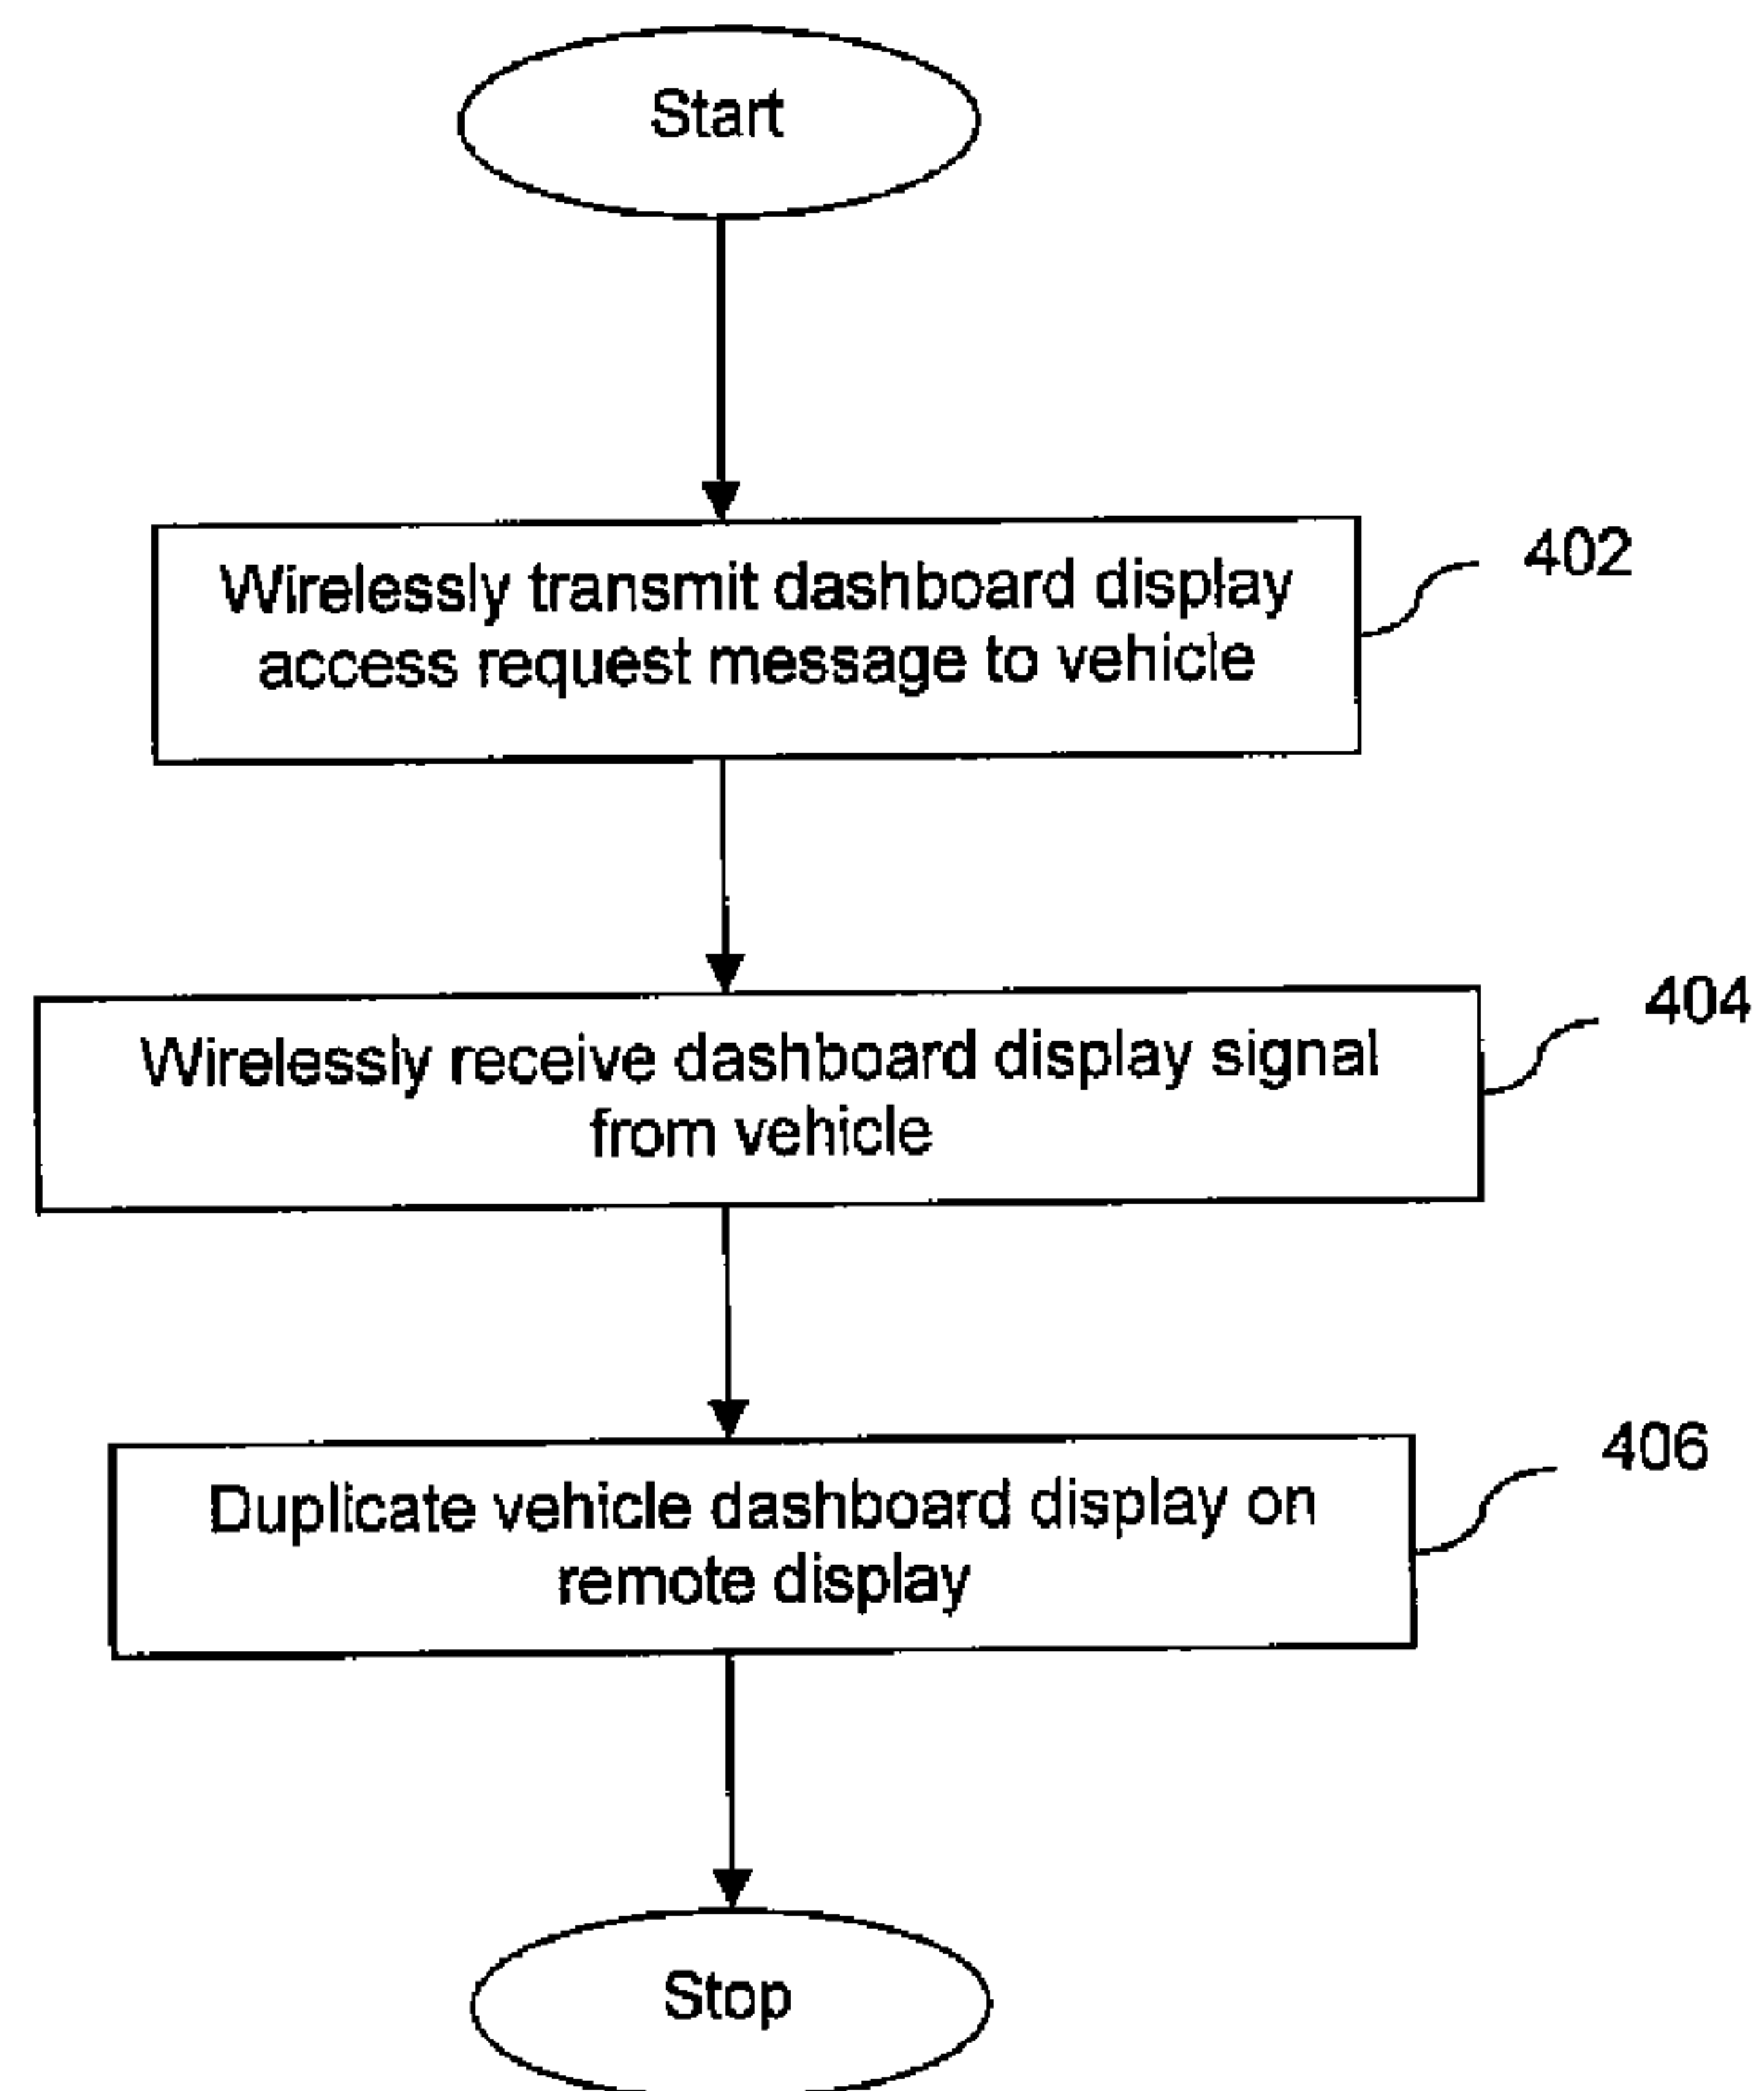 Start
Wirelessly transmit dashboard display
access request message to vehicle
402
Wirelessly receive dashboard display signal
from vehicle
404
Duplicate vehicle dashboard display on
remote display
406
Stop